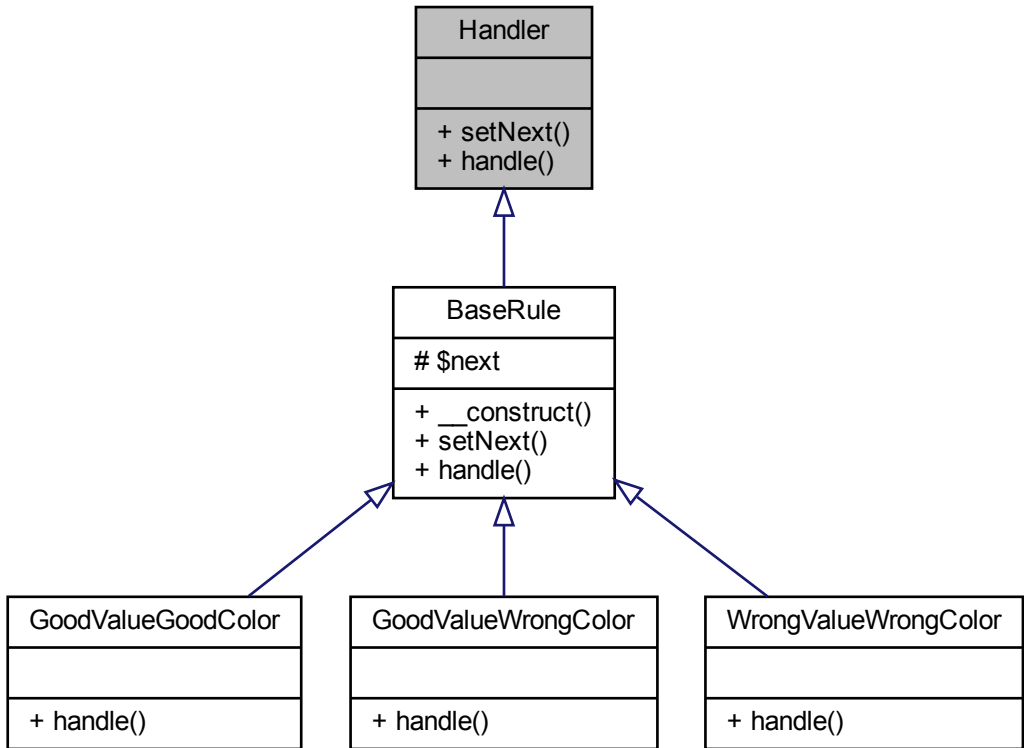 Handler
+ setNext()
+ handle()
BaseRule
# $next
+ __construct()
+ setNext()
+ handle()
GoodValueGoodColor
+ handle()
GoodValueWrongColor
+ handle()
WrongValueWrongColor
+ handle()